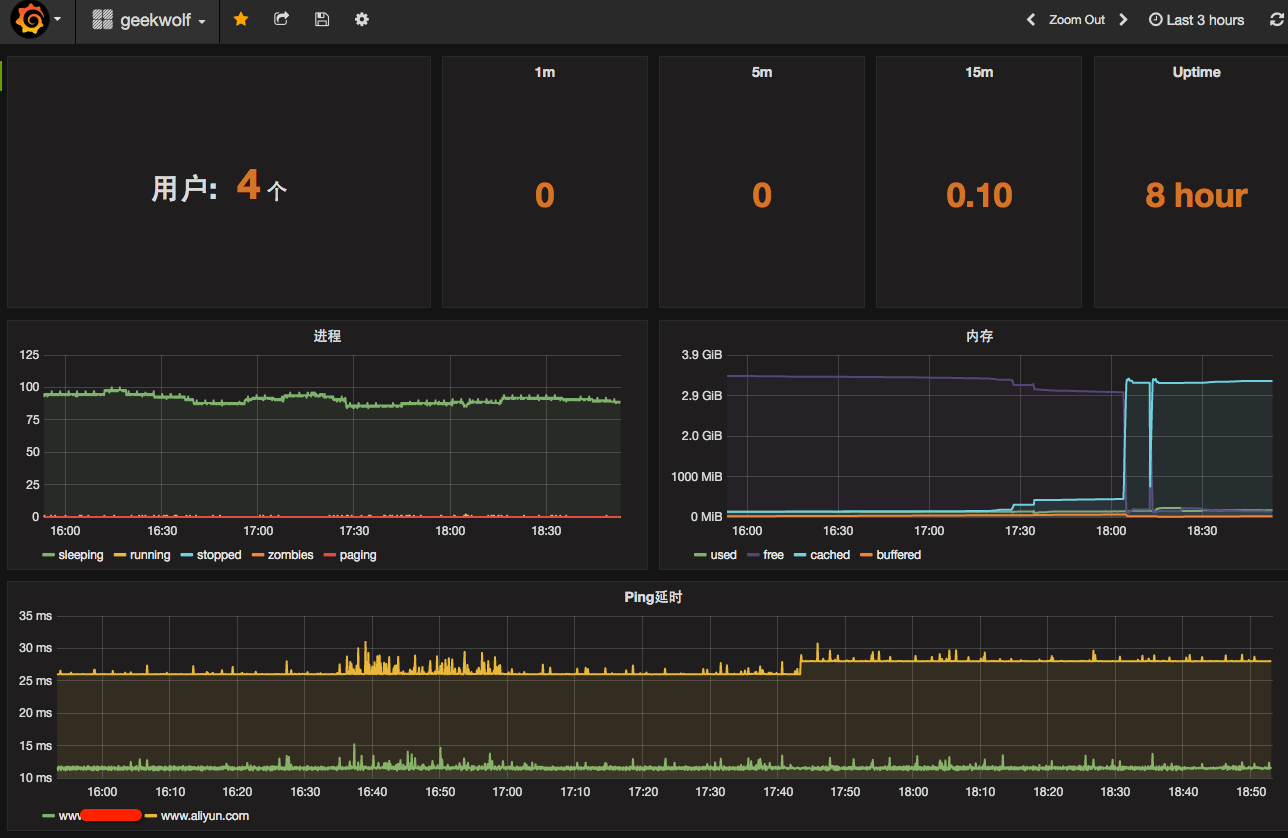 geekwolf
Zoom Out
Last 3 hours
用户: 4 个
1m
0
5m
0
15m
0.10
Uptime
8 hour
进程
125
100
75
50
25
0
16:00 16:30 17:00 17:30 18:00 18:30
sleeping running stopped zombies paging
内存
3.9 GiB
2.9 GiB
2.0 GiB
1000 MiB
0 MiB
16:00 16:30 17:00 17:30 18:00 18:30
used free cached buffered
Ping延时
35 ms
30 ms
25 ms
20 ms
15 ms
10 ms
16:00 16:10 16:20 16:30 16:40 16:50 17:00 17:10 17:20 17:30 17:40 17:50 18:00 18:10 18:20 18:30 18:40 18:50
www.aliyun.com